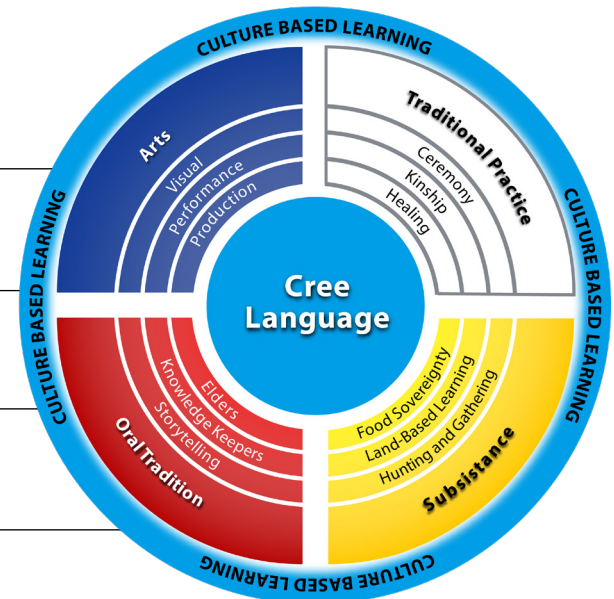 CULTURE BASED LEARNING
Arts
Visual
Performance
Production
Traditional Practice
Ceremony
Kinship
Healing
CULTURE BASED LEARNING
CULTURE BASED LEARNING
Cree
Language
Elders
Knowledge Keepers
Storytelling
Oral Tradition
Food Sovereignty
Land-Based Learning
Hunting and Gathering
Subsistance
CULTURE BASED LEARNING